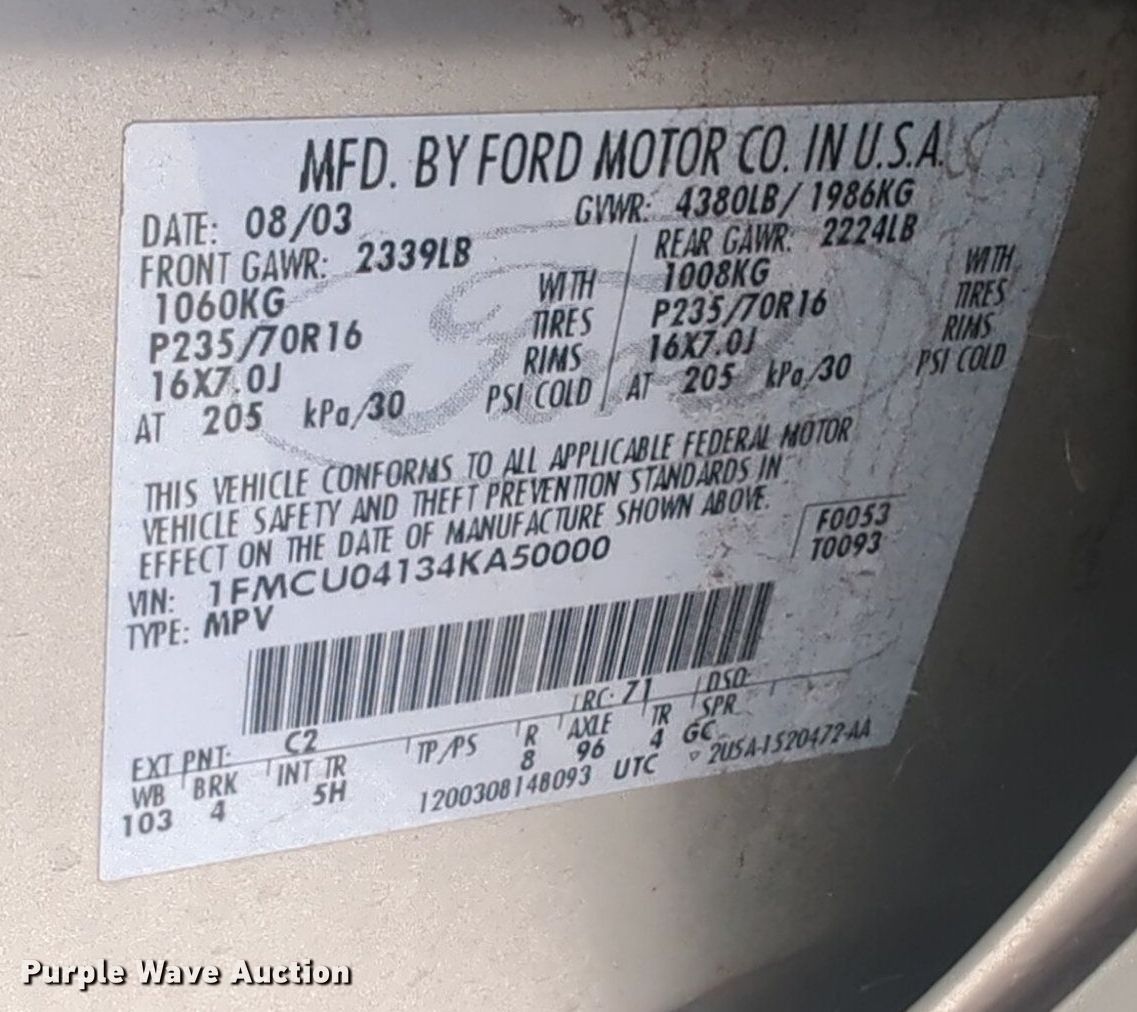 MFD. BY FORD MOTOR CO. IN U.S.A.
DATE: 08/03 GVWR: 4380LB/ 1986KG
FRONT GAWR: 2339LB REAR GAWR: 2224LB
1060KG WITH 1008KG WITH
P235/70R16 TIRES P235/70R16 TIRES
16X7.0J RIMS 16X7.0J RIMS
AT 205 kPa/30 PSI COLD AT 205 kPa/30 PSI COLD
Ford
THIS VEHICLE CONFORMS TO ALL APPLICABLE FEDERAL MOTOR
VEHICLE SAFETY AND THEFT PREVENTION STANDARDS IN
EFFECT ON THE DATE OF MANUFACTURE SHOWN ABOVE.
VIN: 1FMCU04134KA50000 F0053
TYPE: MPV T0093
EXT PNT: C2 RC: 71 DSO:
WB BRK INT TR TP/PS R AXLE TR SPR
103 4 5H 8 96 4 GC
1200308148093 UTC 2U5A-1520472-AA
Purple Wave Auction